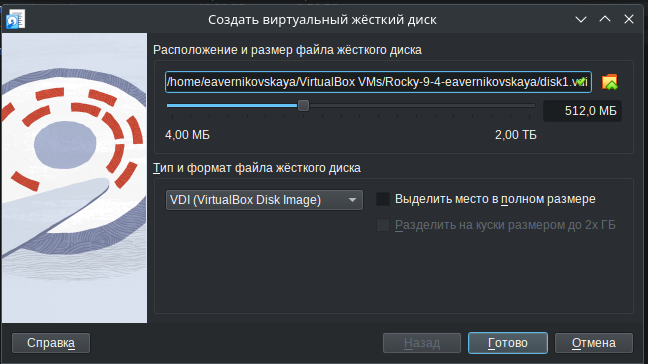 Создать виртуальный жёсткий диск
Расположение и размер файла жёсткого диска
/home/eavernikovskaya/VirtualBox VMs/Rocky-9-4-eavernikovskaya/disk1.vdi
512,0 МБ
4,00 МБ 2,00 ТБ
Тип и формат файла жёсткого диска
VDI (VirtualBox Disk Image) Выделить место в полном размере
Разделить на куски размером до 2х ГБ
Справка Назад Готово Отмена